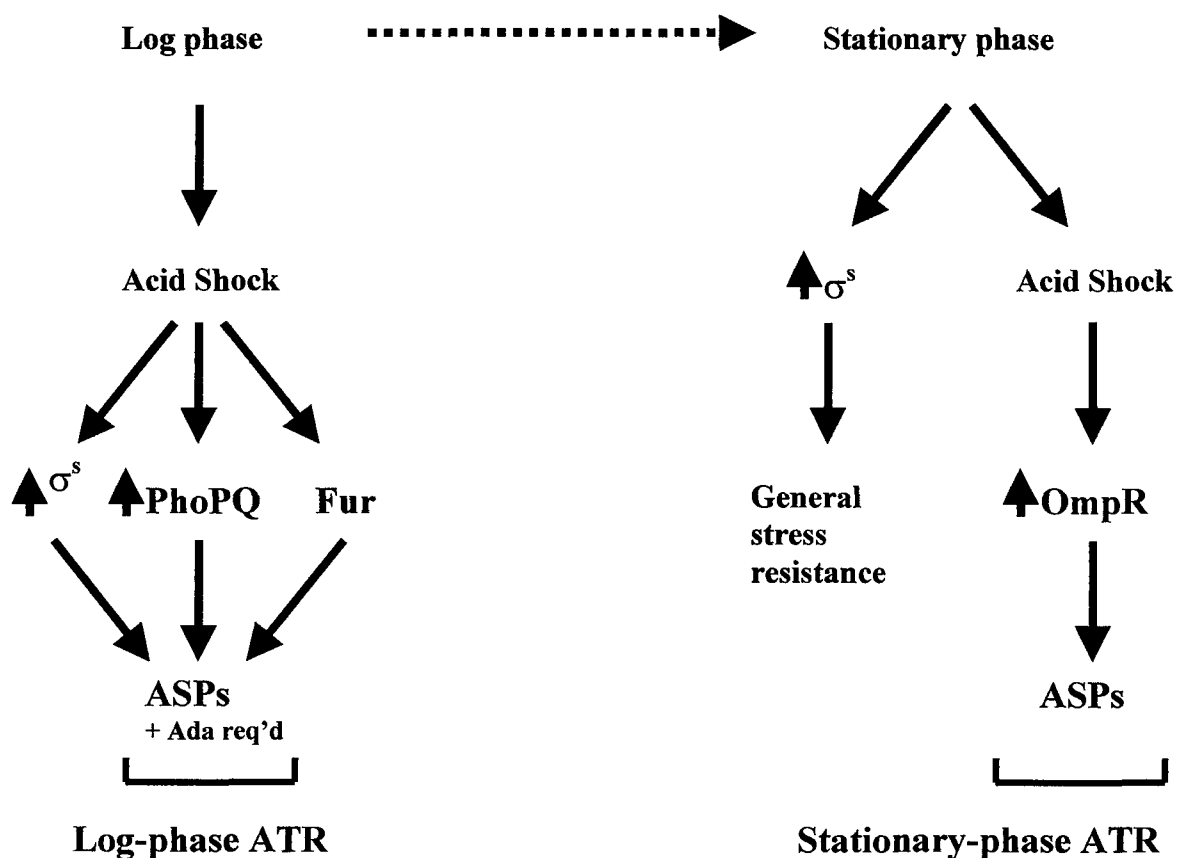 Log phase
Stationary phase
Acid Shock
σˢ
Acid Shock
σˢ
PhoPQ
Fur
General
stress
resistance
OmpR
ASPs
+ Ada req'd
ASPs
Log-phase ATR
Stationary-phase ATR